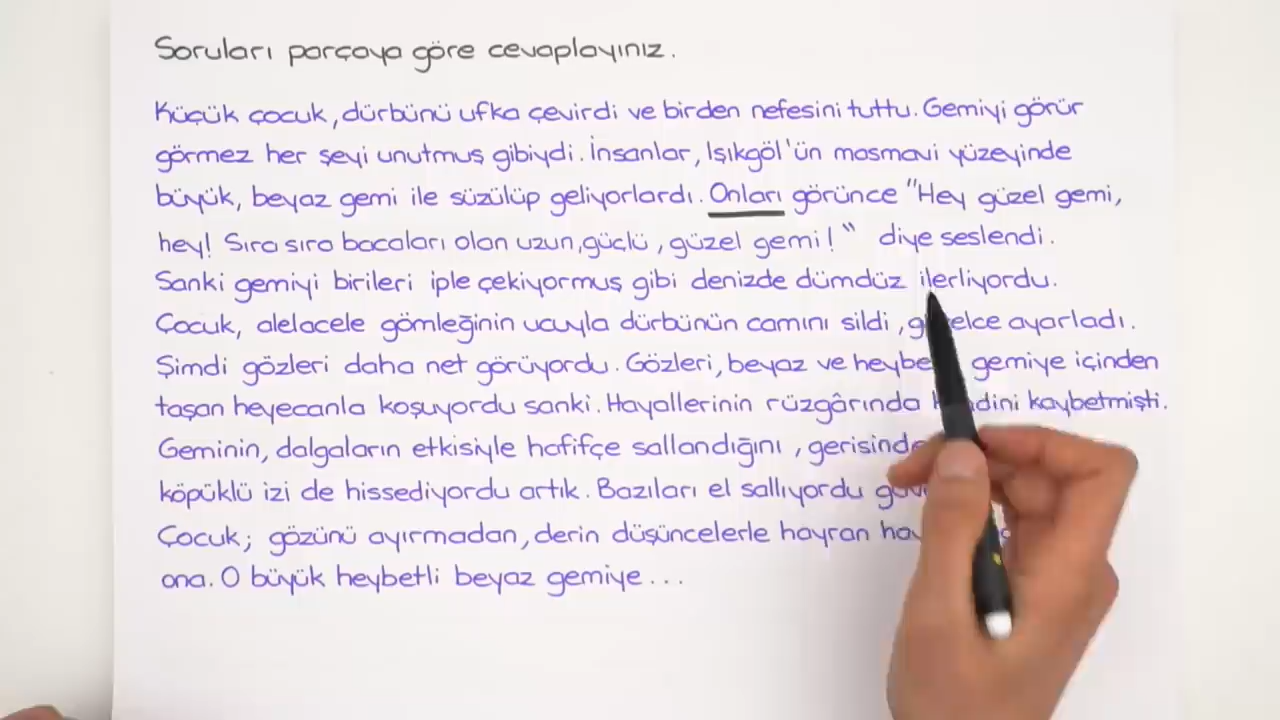 Soruları parçaya göre cevaplayınız.
Küçük çocuk, dürbünü ufka çevirdi ve birden nefesini tuttu. Gemiyi görür
görmez her şeyi unutmuş gibiydi. İnsanlar, Işıkgöl'ün masmavi yüzeyinde
büyük, beyaz gemi ile süzülüp geliyorlardı. Onları görünce "Hey güzel gemi,
hey! Sıra sıra bacaları olan uzun, güçlü, güzel gemi!" diye seslendi.
Sanki gemiyi birileri iple çekiyormuş gibi denizde dümdüz ilerliyordu.
Çocuk, alelacele gömleğinin ucuyla dürbünün camını sildi, ayarladı.
Şimdi gözleri daha net görüyordu. Gözleri, beyaz ve gemiye içinden
taşan heyecanla koşuyordu sanki. Hayallerinin rüzgârında kaybetmişti.
Geminin, dalgaların etkisiyle hafifçe sallandığını, gerisinde
köpüklü izi de hissediyordu artık. Bazıları el sallıyordu
Çocuk; gözünü ayırmadan, derin düşüncelerle hayran
ona. O büyük heybetli beyaz gemiye...